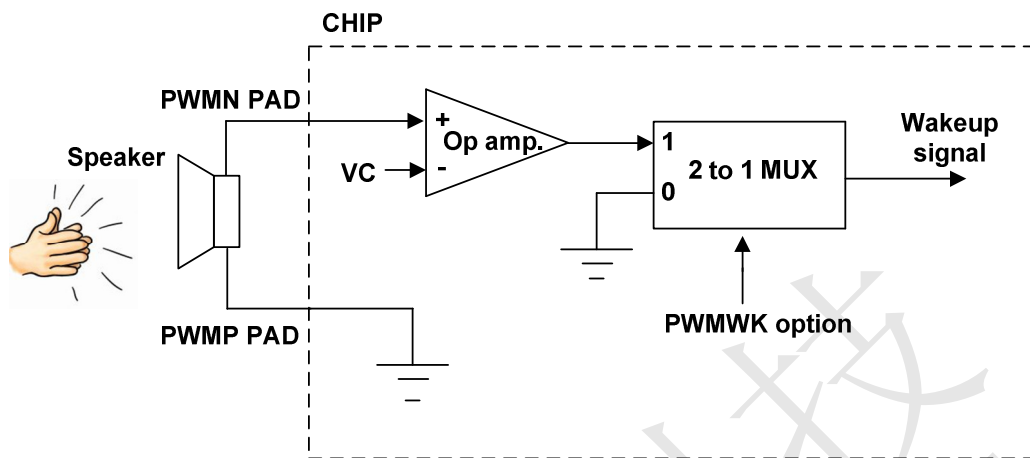 CHIP
PWMN PAD
Speaker
+
Op amp.
-
VC
1
2 to 1 MUX
0
Wakeup
signal
PWMWK option
PWMP PAD